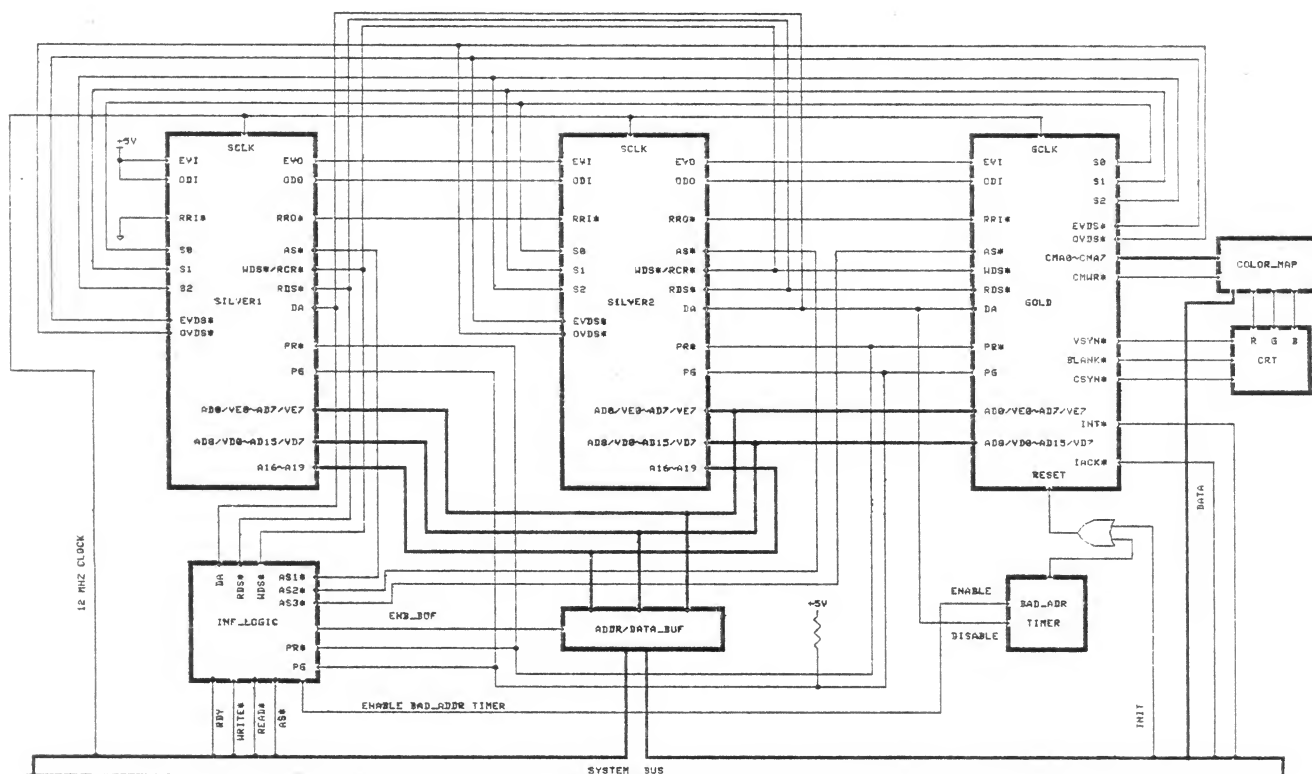 +5V
SCLK
EVI
EVO
ODI
ODO
RRI*
RRO*
S0
AS*
S1
WDS*/RCR*
S2
RDS*
SILVER1
DA
EVDS*
OVDS*
PR*
PG
AD0/VE0~AD7/VE7
AD8/VD0~AD15/VD7
A16~A19
SCLK
EVI
EVO
ODI
ODO
RRI*
RRO*
S0
AS*
S1
WDS*/RCR*
S2
RDS*
SILVER2
DA
EVDS*
OVDS*
PR*
PG
AD0/VE0~AD7/VE7
AD8/VD0~AD15/VD7
A16~A19
GCLK
EVI
S0
ODI
S1
S2
RRI*
EVDS*
OVDS*
AS*
CMA0~CMA7
WDS*
CMWR*
RDS*
GOLD
DA
VSYN*
PR*
BLANK*
PG
CSYN*
AD0/VE0~AD7/VE7
INT*
AD8/VD0~AD15/VD7
IACK*
RESET
COLOR_MAP
R G B
CRT
12 MHZ CLOCK
DA
RDS*
WDS*
AS1*
AS2*
AS3*
INF_LOGIC
PR*
PG
ENB_BUF
ADDR/DATA_BUF
+5V
ENABLE
DISABLE
BAD_ADR
TIMER
DATA
INIT
RDY
WRITE*
READ*
AS*
ENABLE BAD_ADDR TIMER
SYSTEM BUS